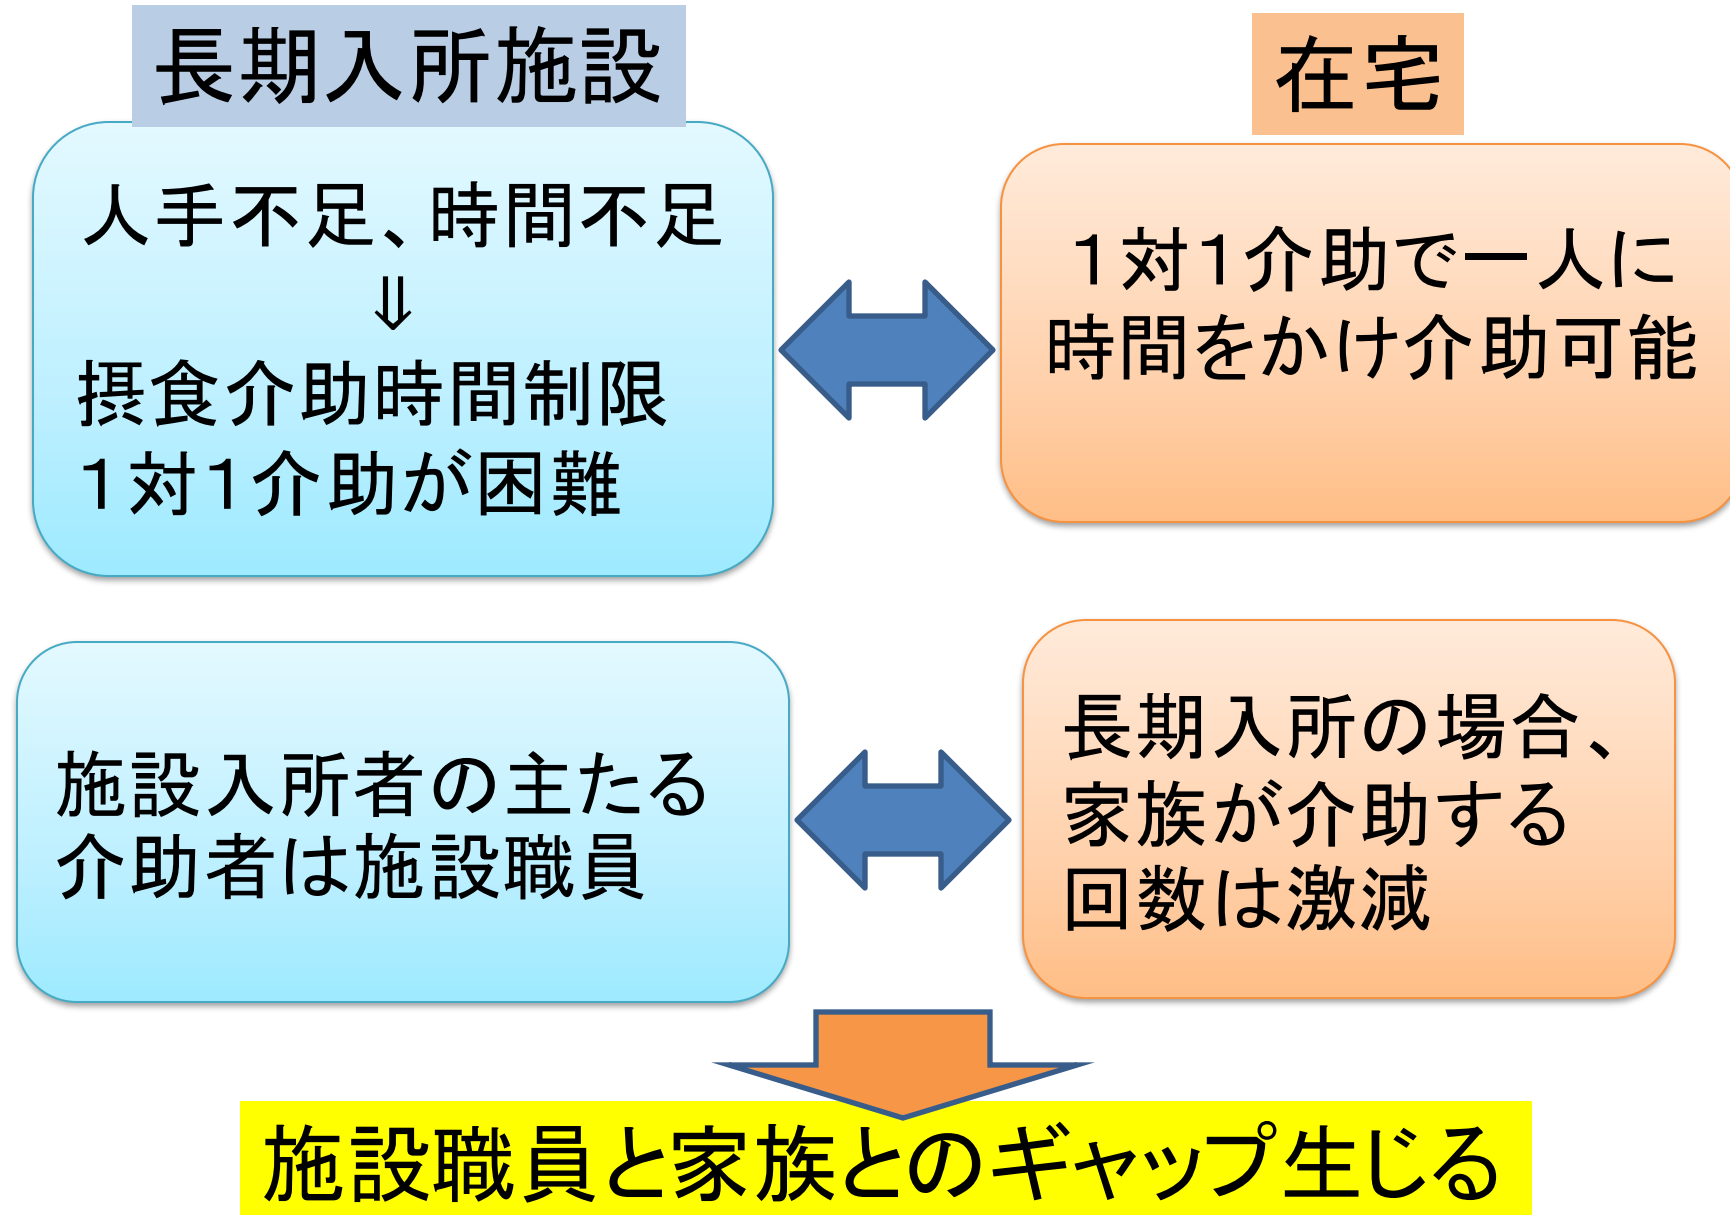 長期入所施設
人手不足、時間不足
⇓
摂食介助時間制限
１対１介助が困難
在宅
１対１介助で一人に
時間をかけ介助可能
施設入所者の主たる
介助者は施設職員
長期入所の場合、
家族が介助する
回数は激減
施設職員と家族とのギャップ生じる